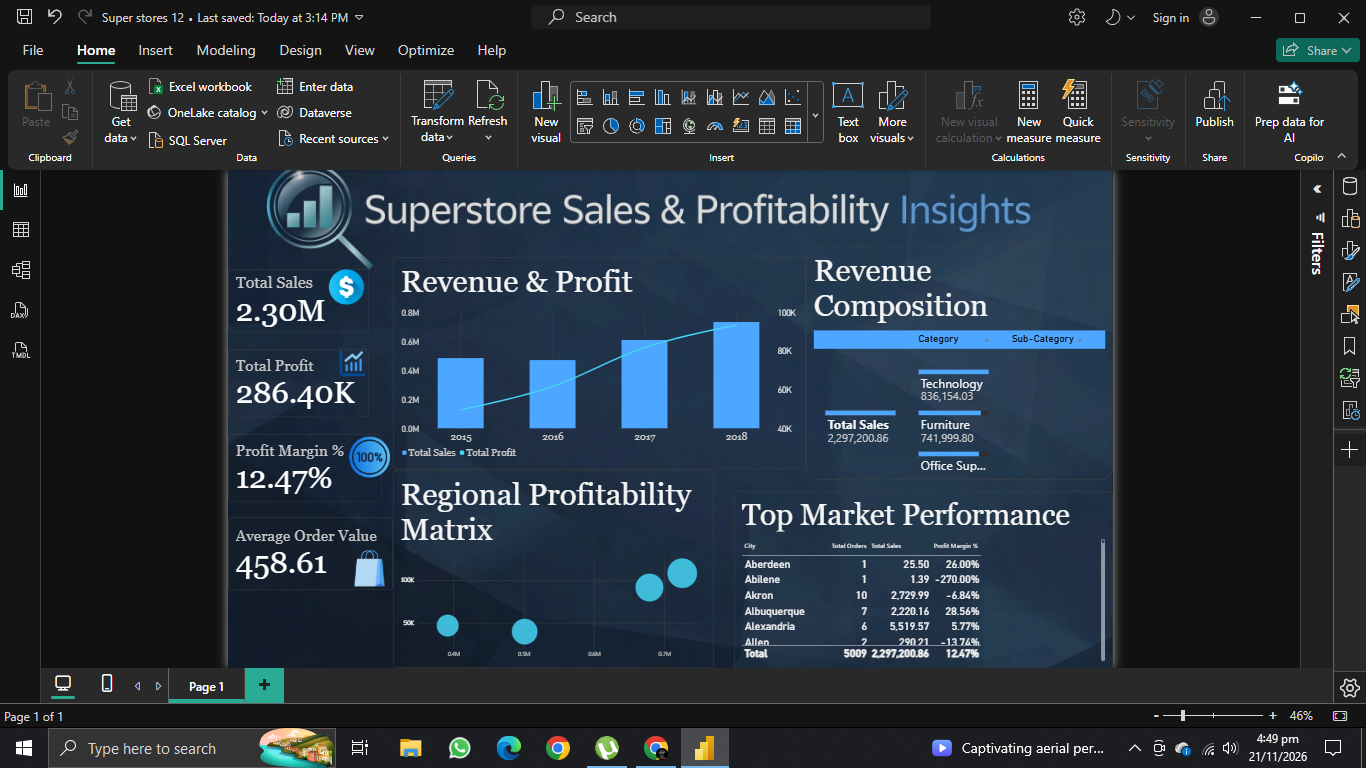 Super stores 12 • Last saved: Today at 3:14 PM
Search
Sign in
File Home Insert Modeling Design View Optimize Help
Share
Paste
Clipboard
Get data
Excel workbook
OneLake catalog
SQL Server
Enter data
Dataverse
Recent sources
Data
Transform data
Refresh
Queries
New visual
Text box
More visuals
Insert
New visual calculation
New measure
Quick measure
Calculations
Sensitivity
Sensitivity
Publish
Share
Prep data for AI
Copilo
DAX
TMDL
Filters
Superstore Sales & Profitability Insights
Total Sales
$
2.30M
Total Profit
286.40K
Profit Margin %
100%
12.47%
Average Order Value
458.61
Revenue & Profit
0.8M
0.6M
0.4M
0.2M
0.0M
100K
80K
60K
40K
2015 2016 2017 2018
Total Sales Total Profit
Revenue
Composition
Category Sub-Category
Total Sales
2,297,200.86
Technology
836,154.03
Furniture
741,999.80
Office Sup...
Regional Profitability
Matrix
100K
50K
0.4M 0.5M 0.6M 0.7M
Top Market Performance
City Total Orders Total Sales Profit Margin %
Aberdeen 1 25.50 26.00%
Abilene 1 1.39 -270.00%
Akron 10 2,729.99 -6.84%
Albuquerque 7 2,220.16 28.56%
Alexandria 6 5,519.57 5.77%
Allen 2 290.21 -13.74%
Total 5009 2,297,200.86 12.47%
Page 1
Page 1 of 1
46%
Type here to search
Captivating aerial per...
4:49 pm
21/11/2026